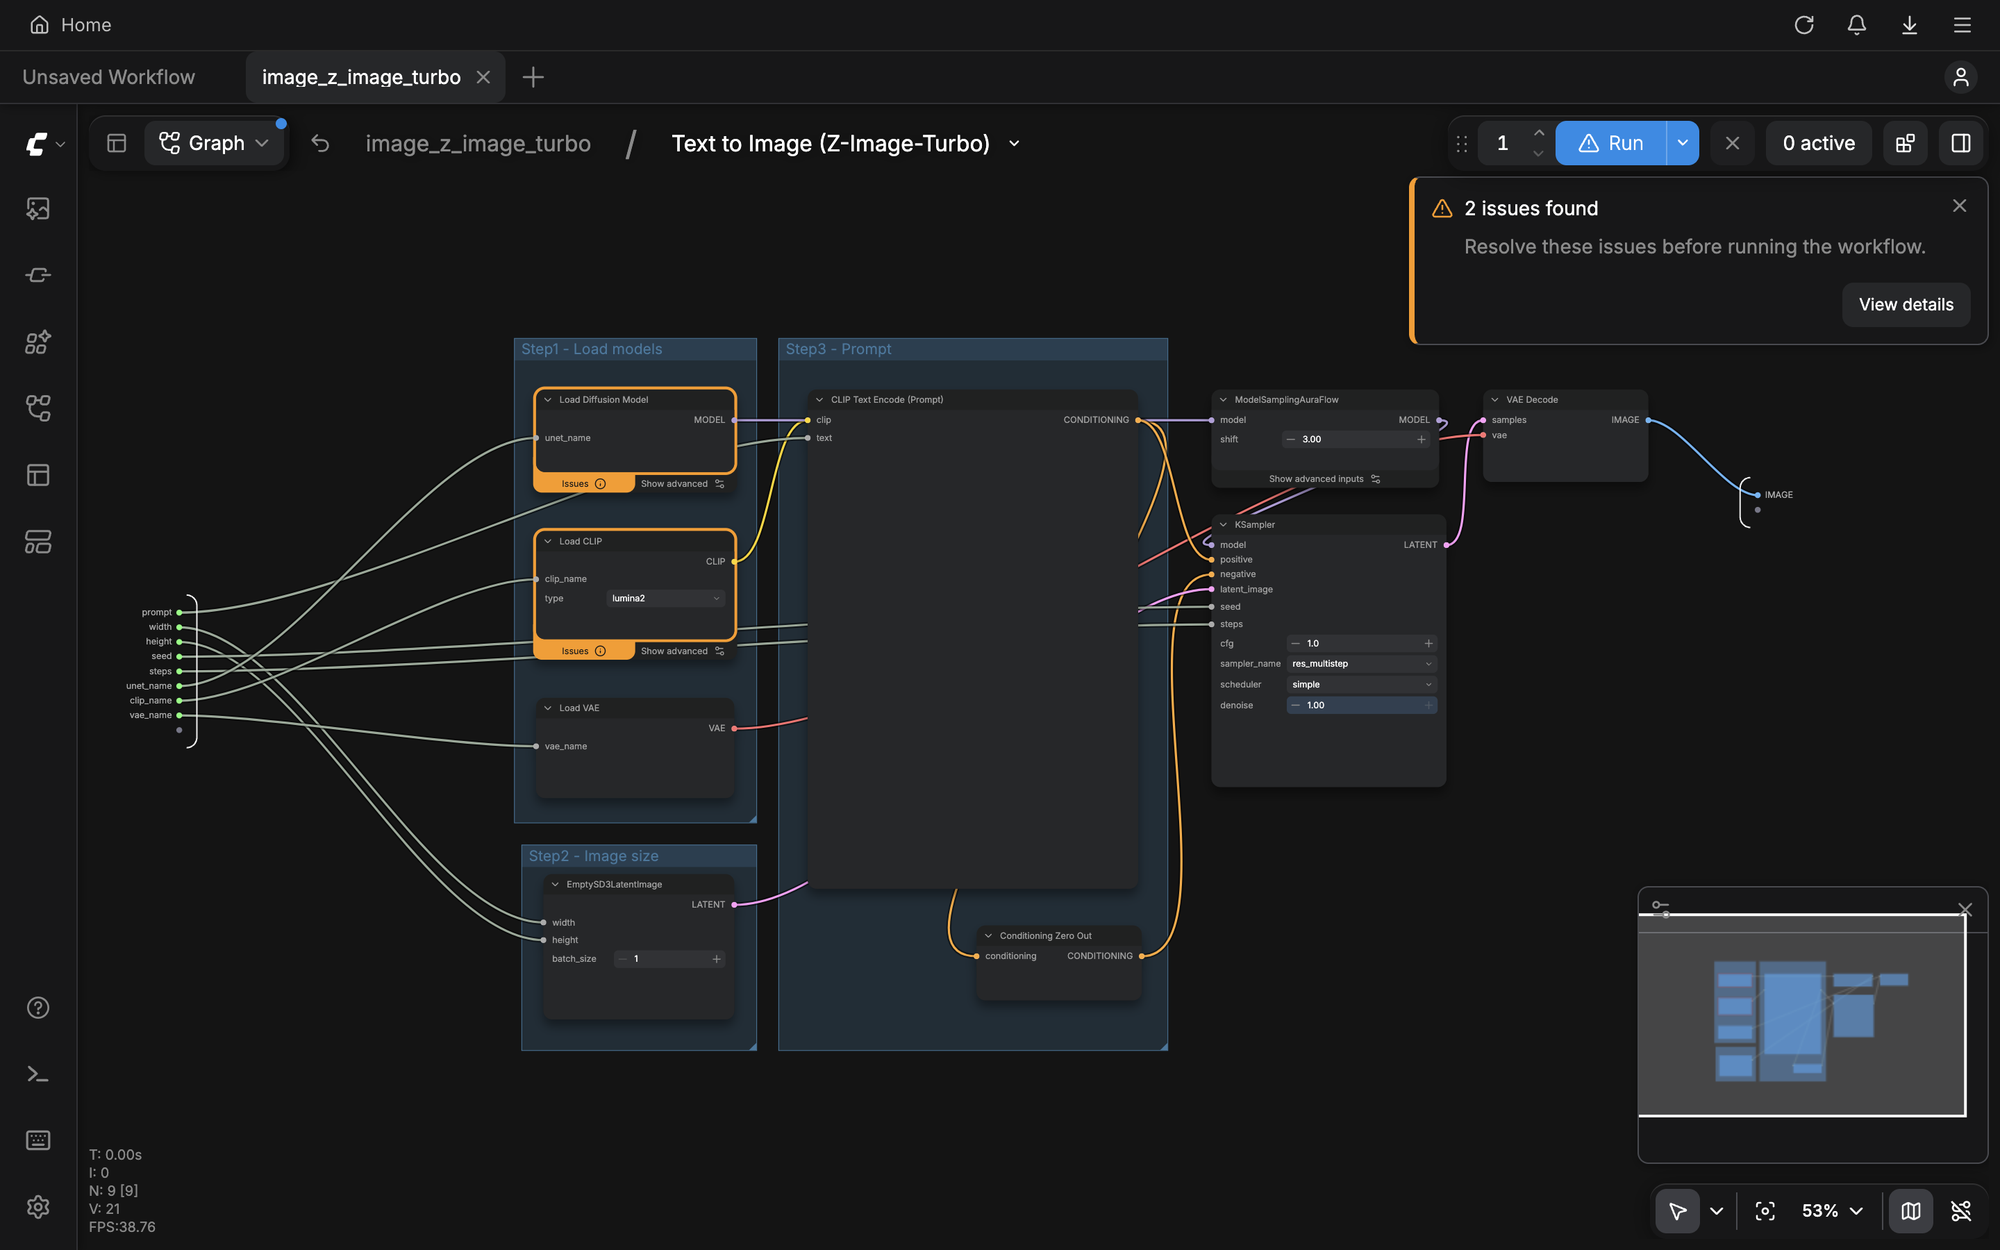 Home
Unsaved Workflow
image_z_image_turbo
Graph
image_z_image_turbo / Text to Image (Z-Image-Turbo)
1
Run
0 active
2 issues found
Resolve these issues before running the workflow.
View details
Step1 - Load models
Load Diffusion Model
MODEL
unet_name
Issues
Show advanced
Load CLIP
CLIP
clip_name
type lumina2
Issues
Show advanced
Load VAE
VAE
vae_name
Step2 - Image size
EmptySD3LatentImage
LATENT
width
height
batch_size 1
Step3 - Prompt
CLIP Text Encode (Prompt)
clip CONDITIONING
text
Conditioning Zero Out
conditioning CONDITIONING
ModelSamplingAuraFlow
model MODEL
shift 3.00
Show advanced inputs
KSampler
model LATENT
positive
negative
latent_image
seed
steps
cfg 1.0
sampler_name res_multistep
scheduler simple
denoise 1.00
VAE Decode
samples IMAGE
vae
IMAGE
prompt
width
height
seed
steps
unet_name
clip_name
vae_name
T: 0.00s
I: 0
N: 9 [9]
V: 21
FPS:38.76
53%